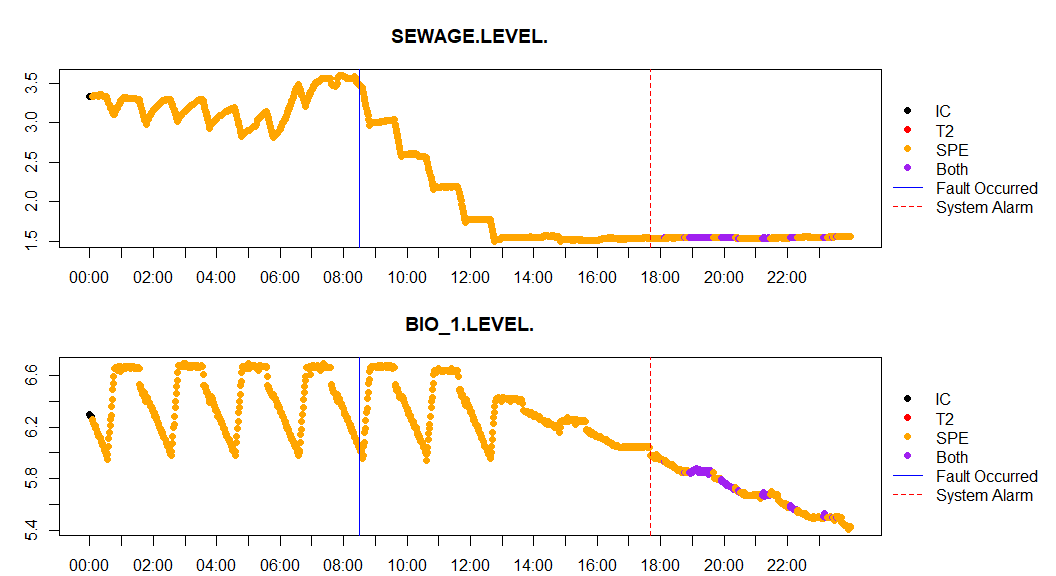 SEWAGE.LEVEL.
3.5
3.0
2.5
2.0
1.5
00:00 02:00 04:00 06:00 08:00 10:00 12:00 14:00 16:00 18:00 20:00 22:00
IC
T2
SPE
Both
Fault Occurred
System Alarm
BIO_1.LEVEL.
6.6
6.2
5.8
5.4
00:00 02:00 04:00 06:00 08:00 10:00 12:00 14:00 16:00 18:00 20:00 22:00
IC
T2
SPE
Both
Fault Occurred
System Alarm